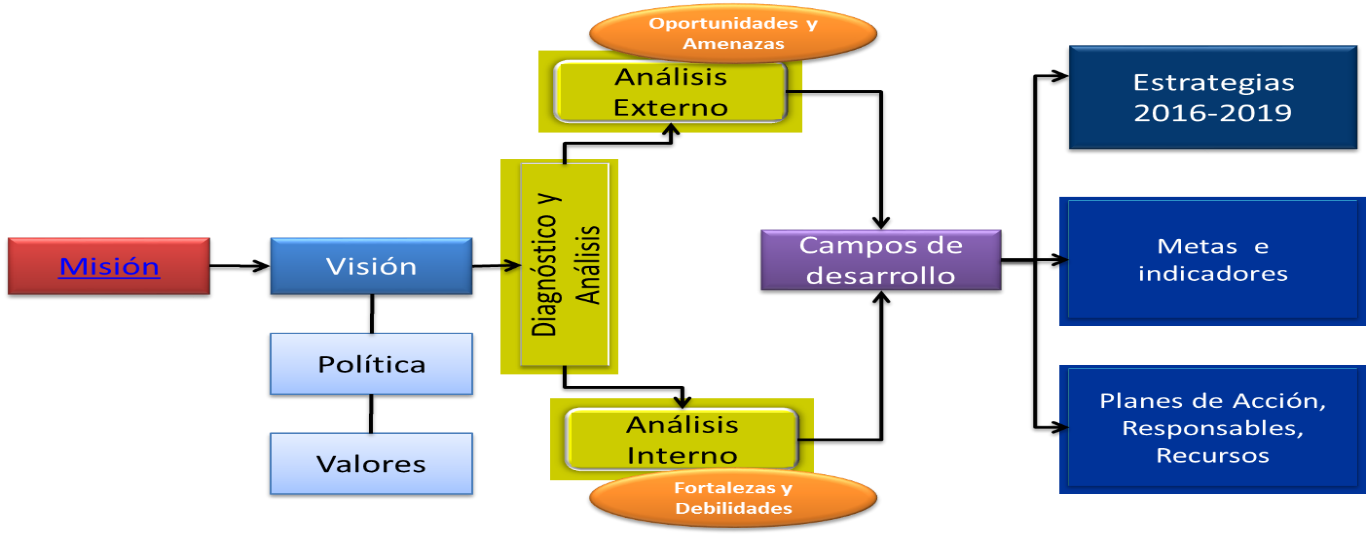 Misión
Visión
Política
Valores
Diagnóstico y
Análisis
Oportunidades y
Amenazas
Análisis
Externo
Análisis
Interno
Fortalezas y
Debilidades
Campos de
desarrollo
Estrategias
2016-2019
Metas e
indicadores
Planes de Acción,
Responsables,
Recursos